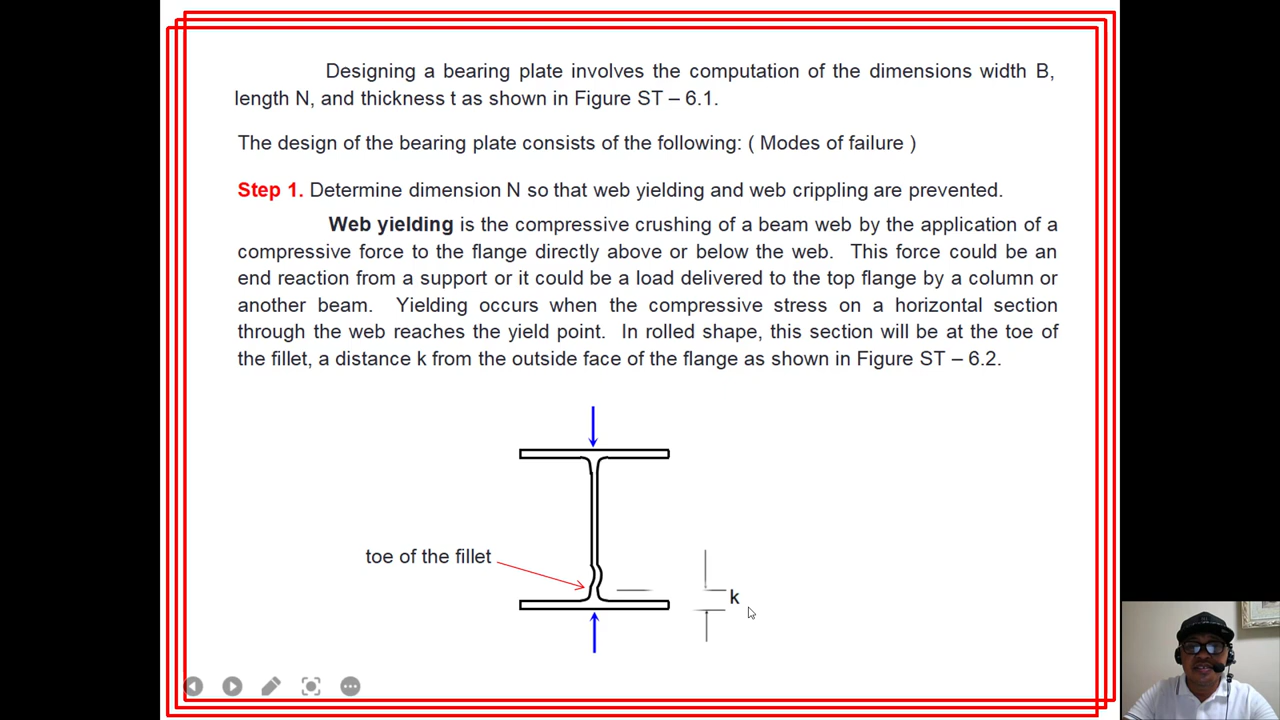 Designing a bearing plate involves the computation of the dimensions width B,
length N, and thickness t as shown in Figure ST – 6.1.
The design of the bearing plate consists of the following: ( Modes of failure )
Step 1. Determine dimension N so that web yielding and web crippling are prevented.
Web yielding is the compressive crushing of a beam web by the application of a
compressive force to the flange directly above or below the web. This force could be an
end reaction from a support or it could be a load delivered to the top flange by a column or
another beam. Yielding occurs when the compressive stress on a horizontal section
through the web reaches the yield point. In rolled shape, this section will be at the toe of
the fillet, a distance k from the outside face of the flange as shown in Figure ST – 6.2.
toe of the fillet
k